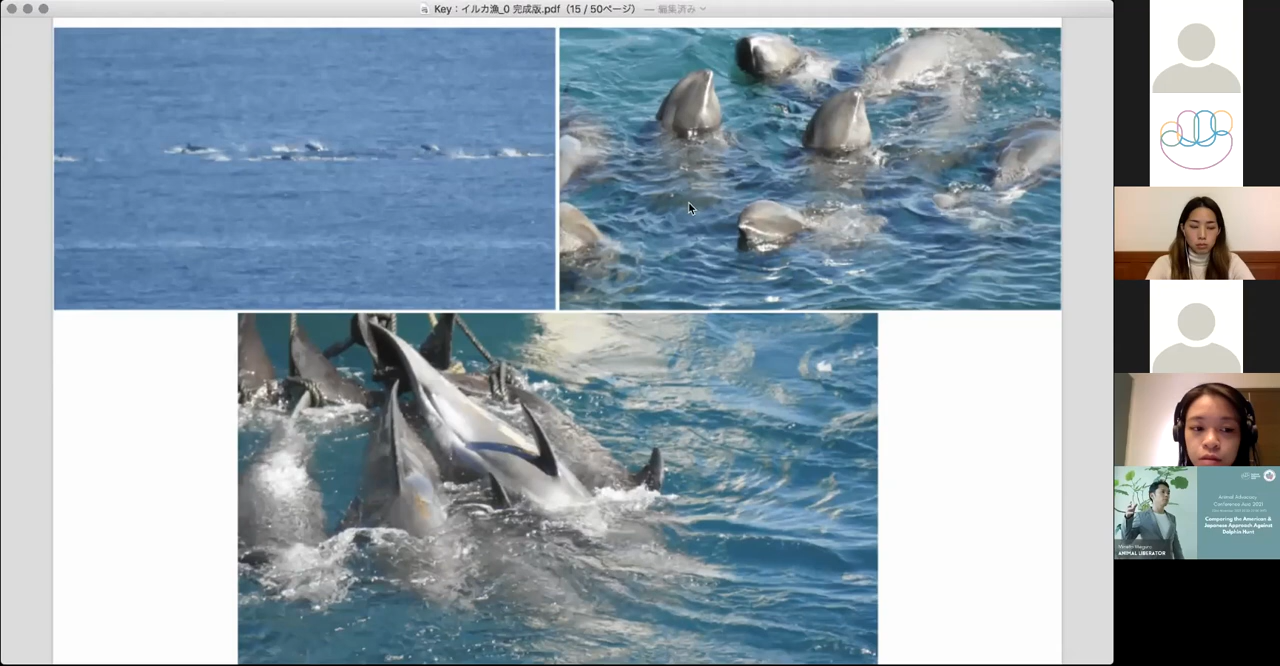 Key：イルカ漁_0 完成版.pdf（15 / 50ページ） — 編集済み
Animal Advocacy
Conference Asia 2021
Comparing the American &
Japanese Approach Against
Dolphin Hunt
ANIMAL LIBERATOR